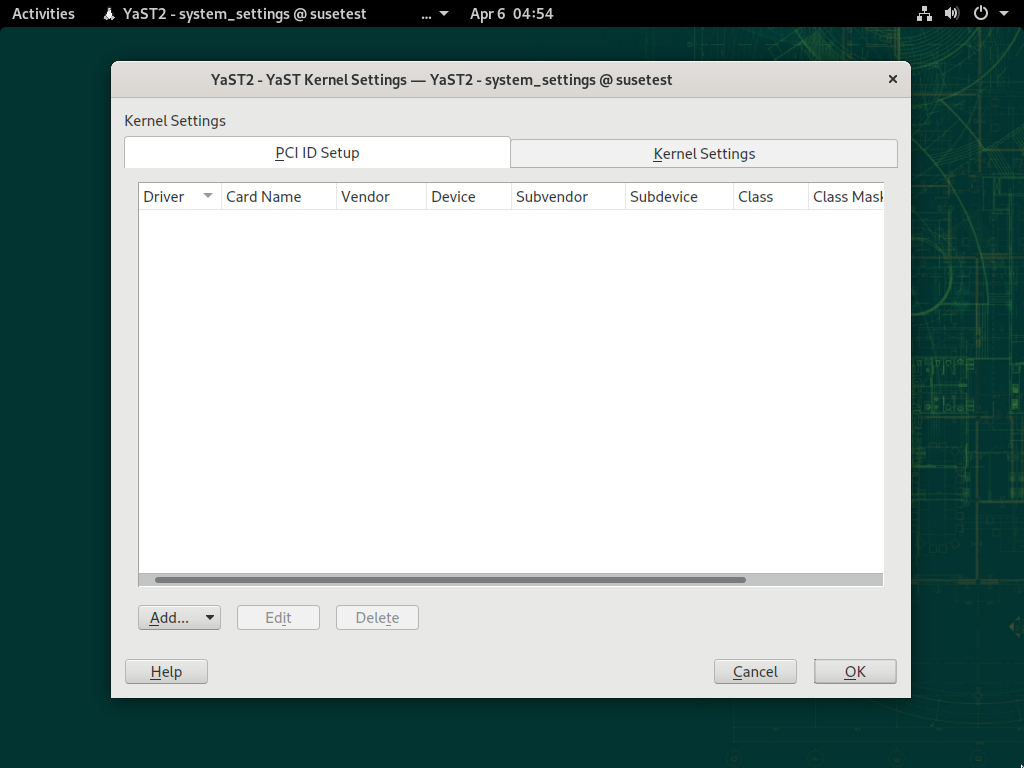 Activities YaST2 - system_settings @ susetest ... Apr 6 04:54
YaST2 - YaST Kernel Settings — YaST2 - system_settings @ susetest
Kernel Settings
PCI ID Setup Kernel Settings
Driver Card Name Vendor Device Subvendor Subdevice Class Class Mask
Add... Edit Delete
Help Cancel OK